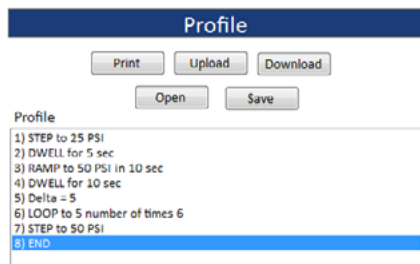 Profile
Print Upload Download
Open Save
Profile
1) STEP to 25 PSI
2) DWELL for 5 sec
3) RAMP to 50 PSI in 10 sec
4) DWELL for 10 sec
5) Delta = 5
6) LOOP to 5 number of times 6
7) STEP to 50 PSI
8) END